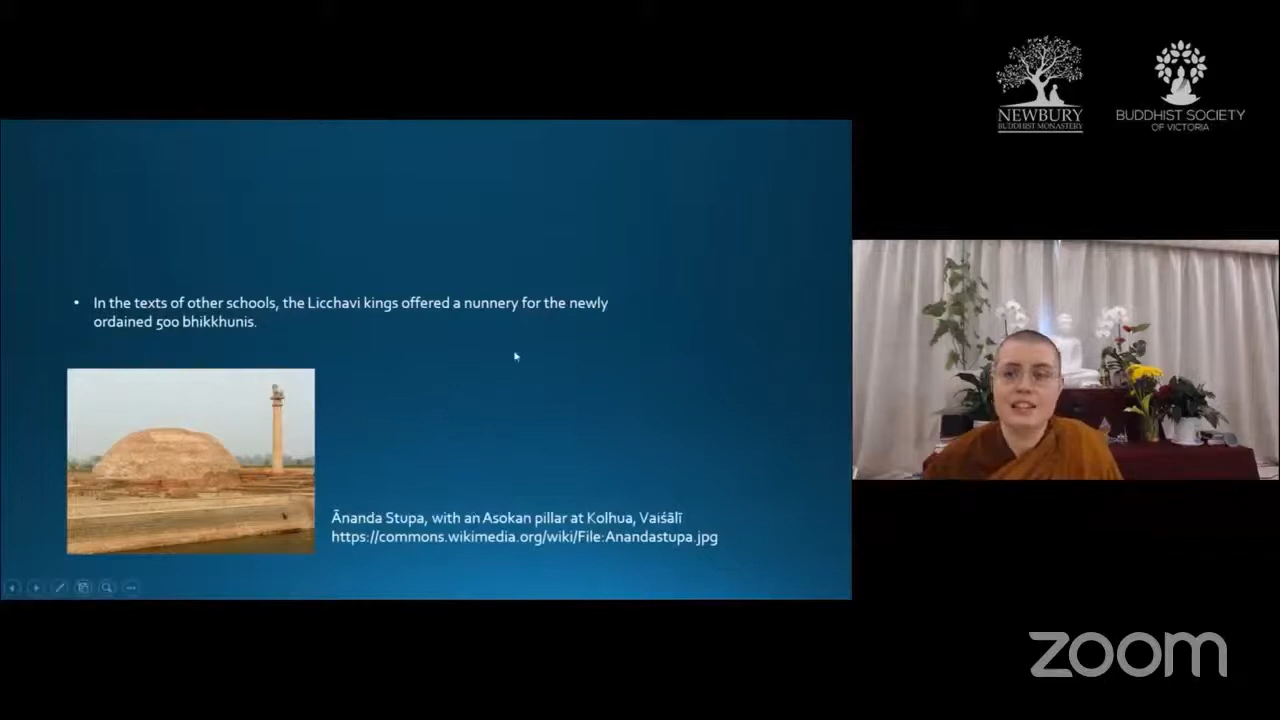 NEWBURY
BUDDHIST MONASTERY
BUDDHIST SOCIETY
OF VICTORIA
• In the texts of other schools, the Licchavi kings offered a nunnery for the newly
ordained 500 bhikkhunis.
Ānanda Stupa, with an Asokan pillar at Kolhua, Vaiśālī
https://commons.wikimedia.org/wiki/File:Anandastupa.jpg
zoom